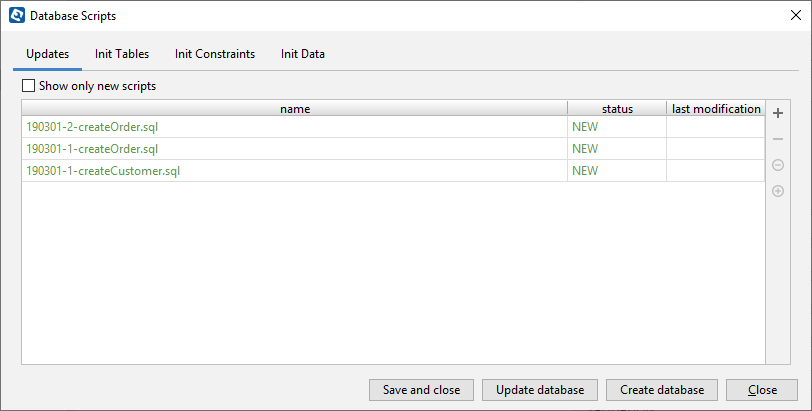 Database Scripts
Updates Init Tables Init Constraints Init Data
Show only new scripts
name status last modification
190301-2-createOrder.sql NEW
190301-1-createOrder.sql NEW
190301-1-createCustomer.sql NEW
Save and close Update database Create database Close